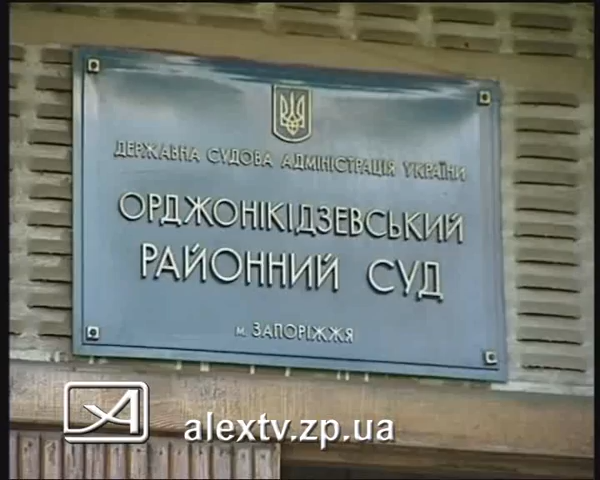 ДЕРЖАВНА СУДОВА АДМІНІСТРАЦІЯ УКРАЇНИ
ОРДЖОНІКІДЗЕВСЬКИЙ
РАЙОННИЙ СУД
м. ЗАПОРІЖЖЯ
alextv.zp.ua